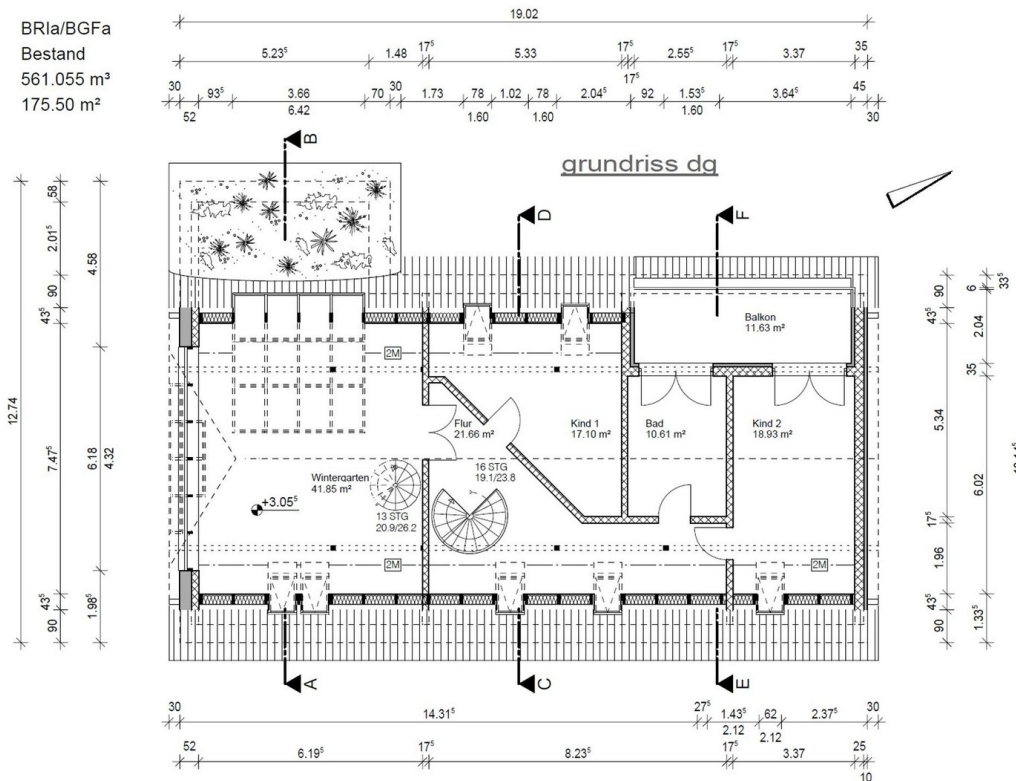 BRIa/BGFa
Bestand
561.055 m³
175.50 m²
19.02
5.23⁵ 1.48 17⁵ 5.33 17⁵ 2.55⁵ 17⁵ 3.37 35
17⁵
30 93⁵ 3.66 70 30 1.73 78 1.02 78 2.04⁵ 92 1.53⁵ 3.64⁵ 45
52 6.42 1.60 1.60 1.60 30
grundriss dg
B
D
F
12.74
58
2.01⁵
90
43⁵
7.47⁵
43⁵
90
4.58
6.18
4.32
1.98⁵
Balkon
11.63 m²
2M
Flur
21.66 m²
Kind 1
17.10 m²
Bad
10.61 m²
Kind 2
18.93 m²
16 STG
19.1/23.8
Wintergarten
41.85 m²
+3.05⁵
13 STG
20.9/26.2
2M
2M
90
43⁵
5.34
17⁵
1.96
43⁵
90
6
33⁵
2.04
35
6.02
1.33⁵
A
C
E
30 14.31⁵ 27⁵ 1.43⁵ 62 2.37⁵ 30
2.12 2.12
52 6.19⁵ 17⁵ 8.23⁵ 17⁵ 3.37 25
10